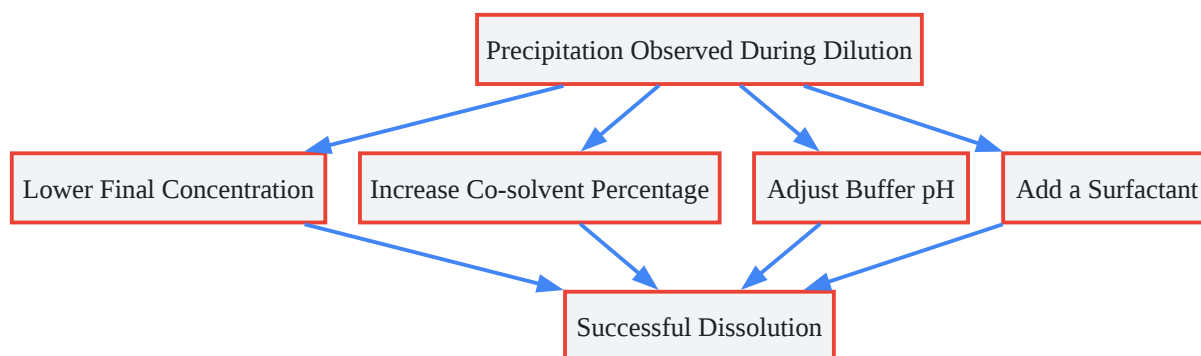 Precipitation Observed During Dilution
Lower Final Concentration
Increase Co-solvent Percentage
Adjust Buffer pH
Add a Surfactant
Successful Dissolution